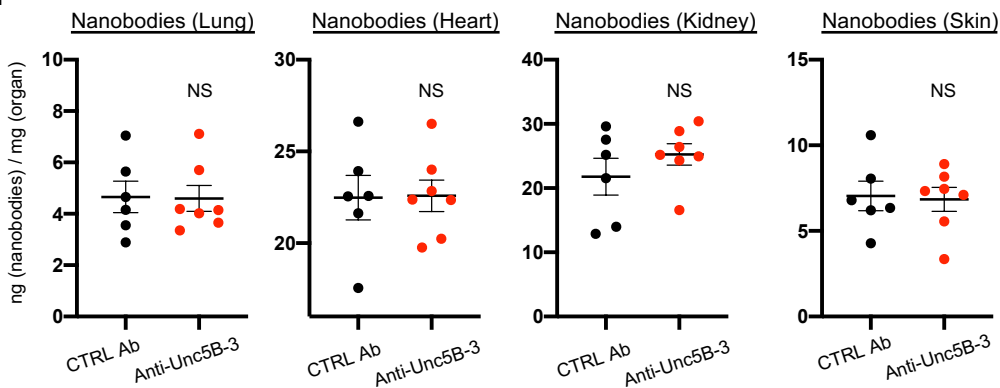 Nanobodies (Lung)
Nanobodies (Heart)
Nanobodies (Kidney)
Nanobodies (Skin)
ng (nanobodies) / mg (organ)
10
8
6
4
2
0
NS
CTRL Ab
Anti-Unc5B-3
30
25
20
NS
CTRL Ab
Anti-Unc5B-3
40
30
20
10
0
NS
CTRL Ab
Anti-Unc5B-3
15
10
5
0
NS
CTRL Ab
Anti-Unc5B-3